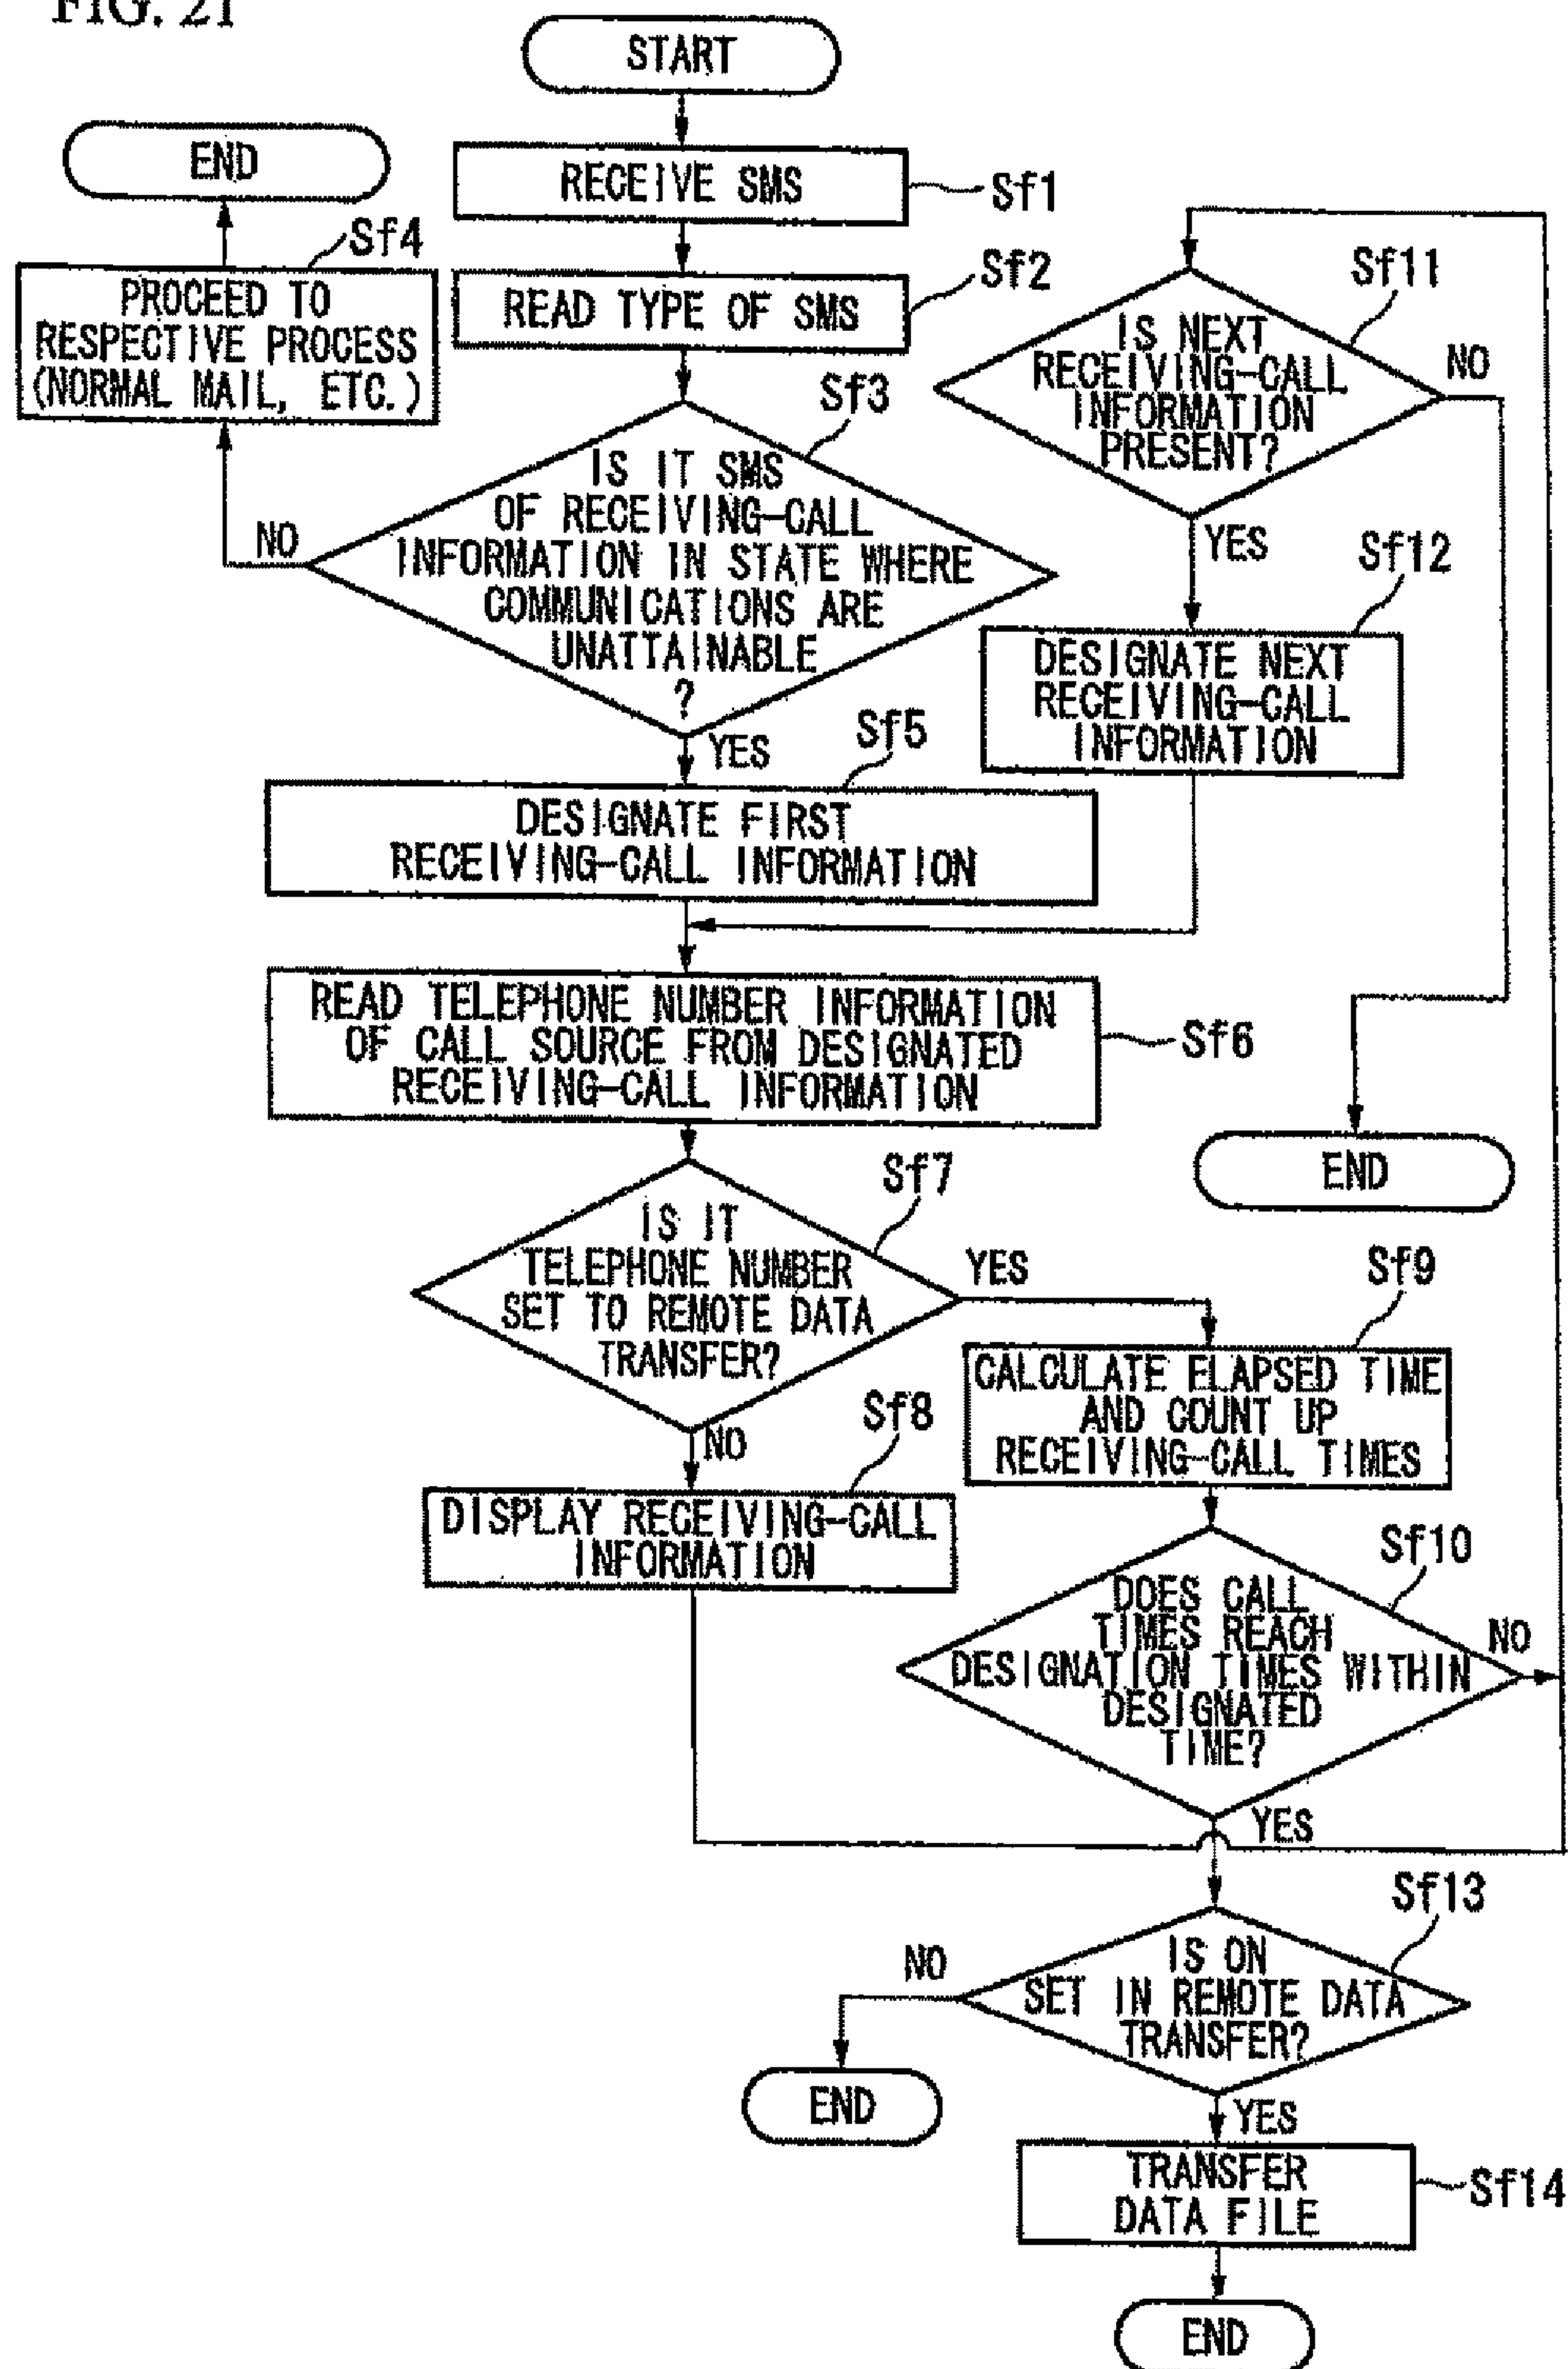 FIG. 21
START
END
RECEIVE SMS
Sf1
Sf4
PROCEED TO
RESPECTIVE PROCESS
(NORMAL MAIL, ETC.)
READ TYPE OF SMS
Sf2
Sf3
IS IT SMS
OF RECEIVING-CALL
INFORMATION IN STATE WHERE
COMMUNICATIONS ARE
UNATTAINABLE
?
NO
YES
Sf11
IS NEXT
RECEIVING-CALL
INFORMATION
PRESENT?
NO
YES
Sf12
DESIGNATE NEXT
RECEIVING-CALL
INFORMATION
Sf5
DESIGNATE FIRST
RECEIVING-CALL INFORMATION
READ TELEPHONE NUMBER INFORMATION
OF CALL SOURCE FROM DESIGNATED
RECEIVING-CALL INFORMATION
Sf6
END
Sf7
IS IT
TELEPHONE NUMBER
SET TO REMOTE DATA
TRANSFER?
YES
NO
Sf9
CALCULATE ELAPSED TIME
AND COUNT UP
RECEIVING-CALL TIMES
Sf8
DISPLAY RECEIVING-CALL
INFORMATION
Sf10
DOES CALL
TIMES REACH
DESIGNATION TIMES WITHIN
DESIGNATED
TIME?
NO
YES
Sf13
IS ON
SET IN REMOTE DATA
TRANSFER?
NO
END
YES
TRANSFER
DATA FILE
Sf14
END